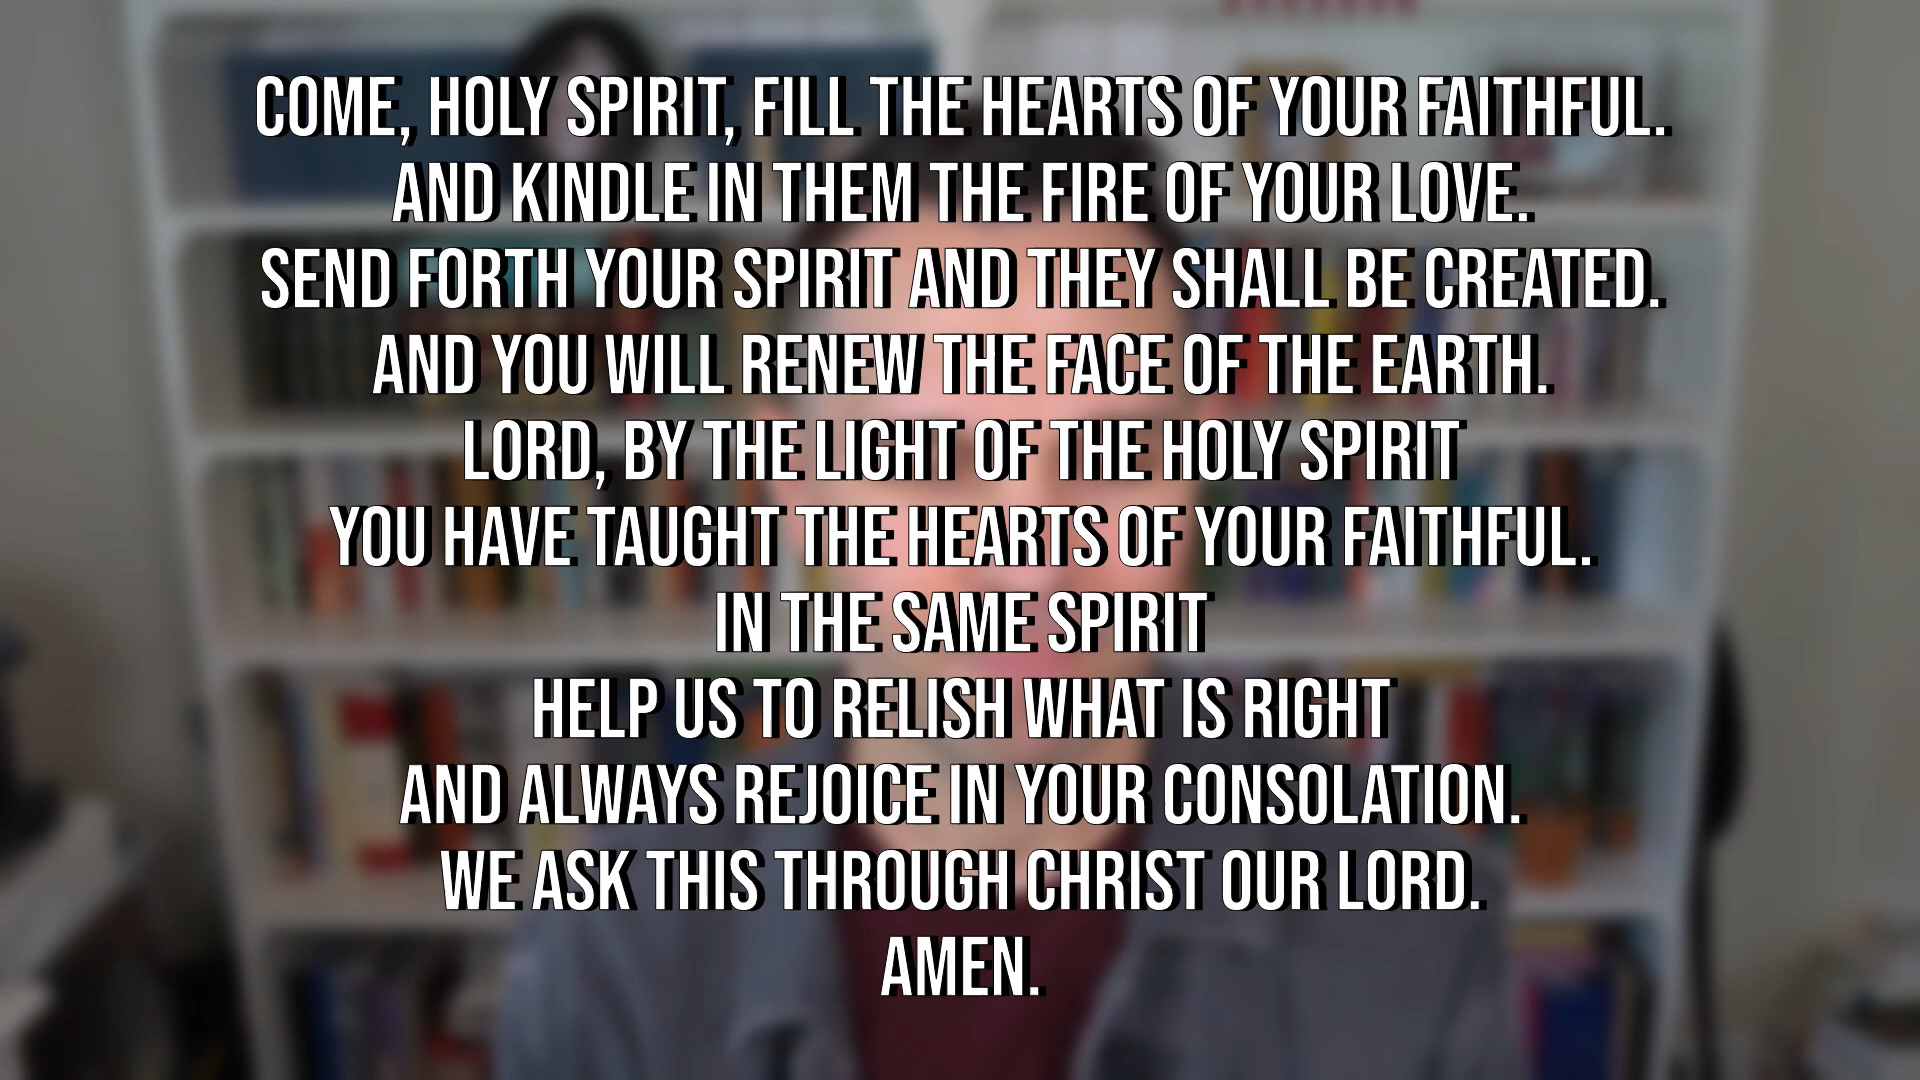 COME, HOLY SPIRIT, FILL THE HEARTS OF YOUR FAITHFUL.
AND KINDLE IN THEM THE FIRE OF YOUR LOVE.
SEND FORTH YOUR SPIRIT AND THEY SHALL BE CREATED.
AND YOU WILL RENEW THE FACE OF THE EARTH.
LORD, BY THE LIGHT OF THE HOLY SPIRIT
YOU HAVE TAUGHT THE HEARTS OF YOUR FAITHFUL.
IN THE SAME SPIRIT
HELP US TO RELISH WHAT IS RIGHT
AND ALWAYS REJOICE IN YOUR CONSOLATION.
WE ASK THIS THROUGH CHRIST OUR LORD.
AMEN.